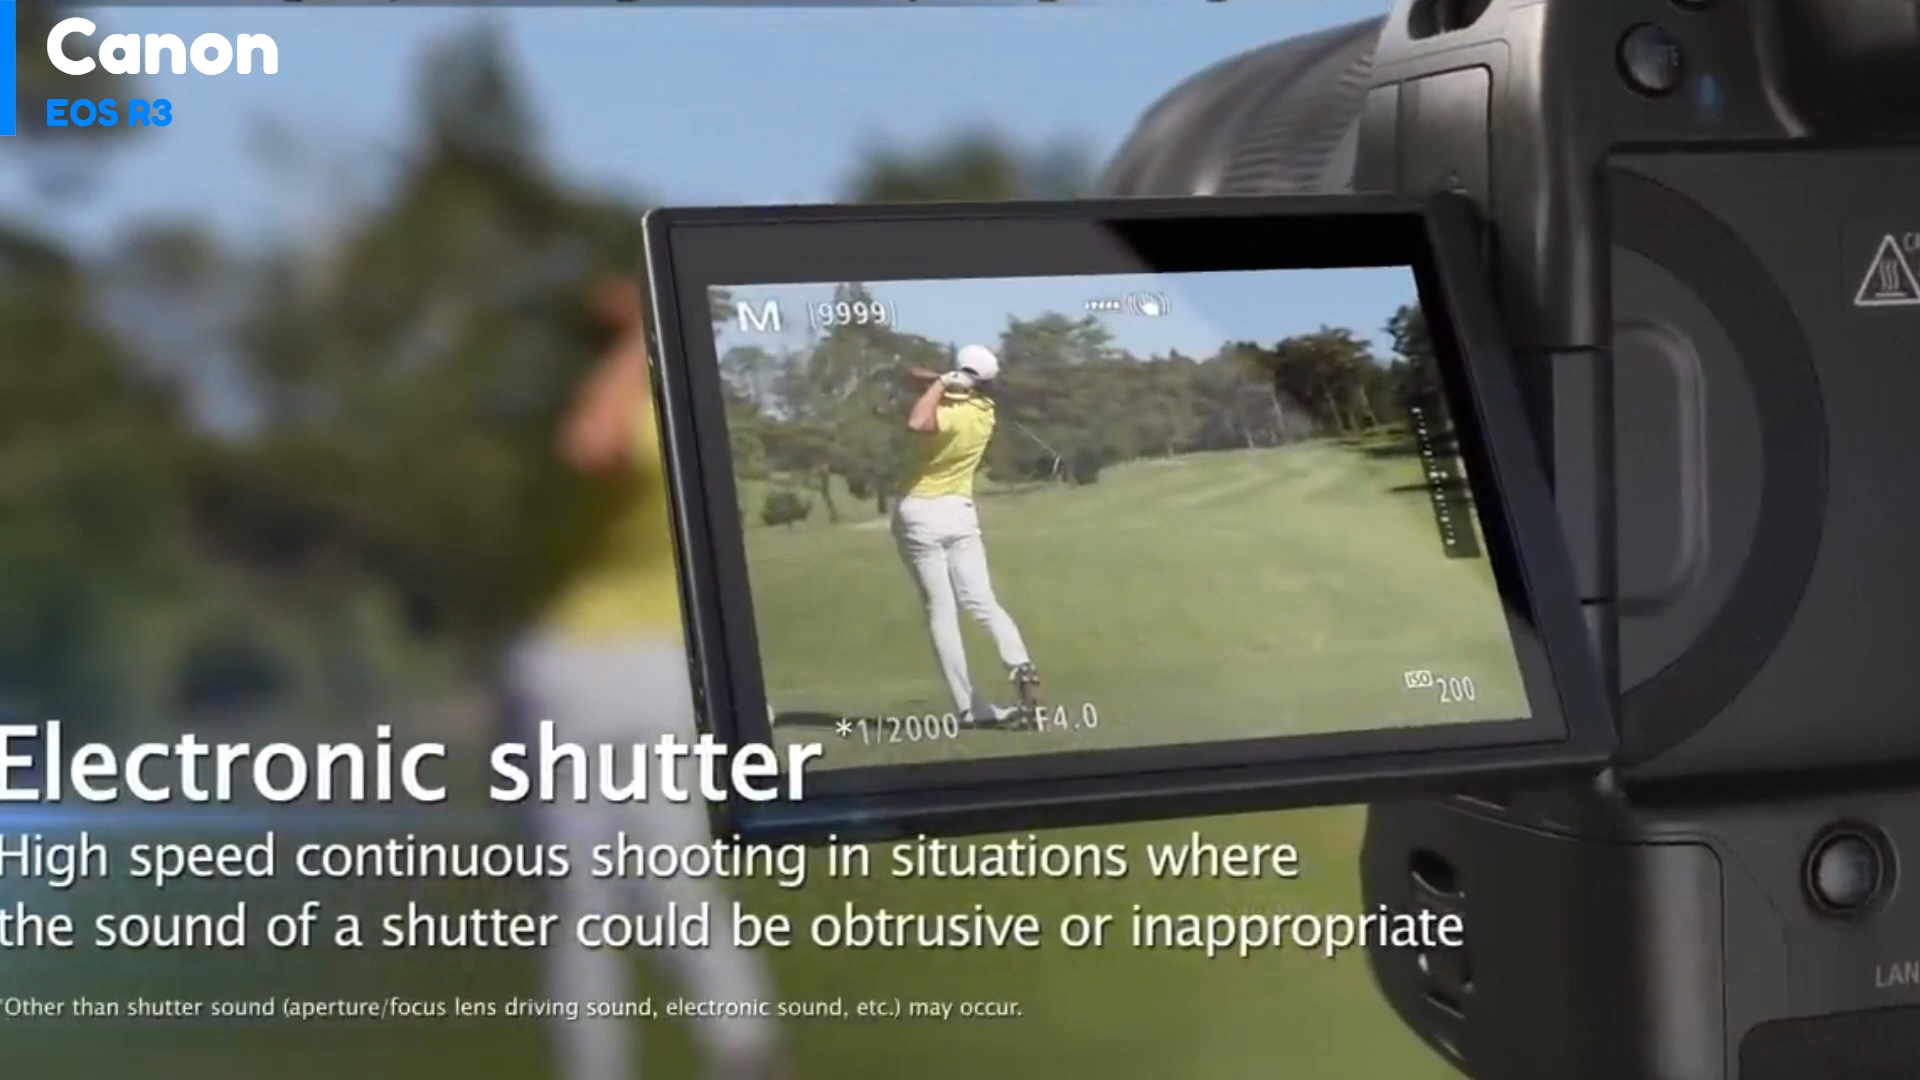 Canon
EOS R3
M [9999]
*1/2000 F4.0
ISO 200
Electronic shutter
High speed continuous shooting in situations where
the sound of a shutter could be obtrusive or inappropriate
*Other than shutter sound (aperture/focus lens driving sound, electronic sound, etc.) may occur.